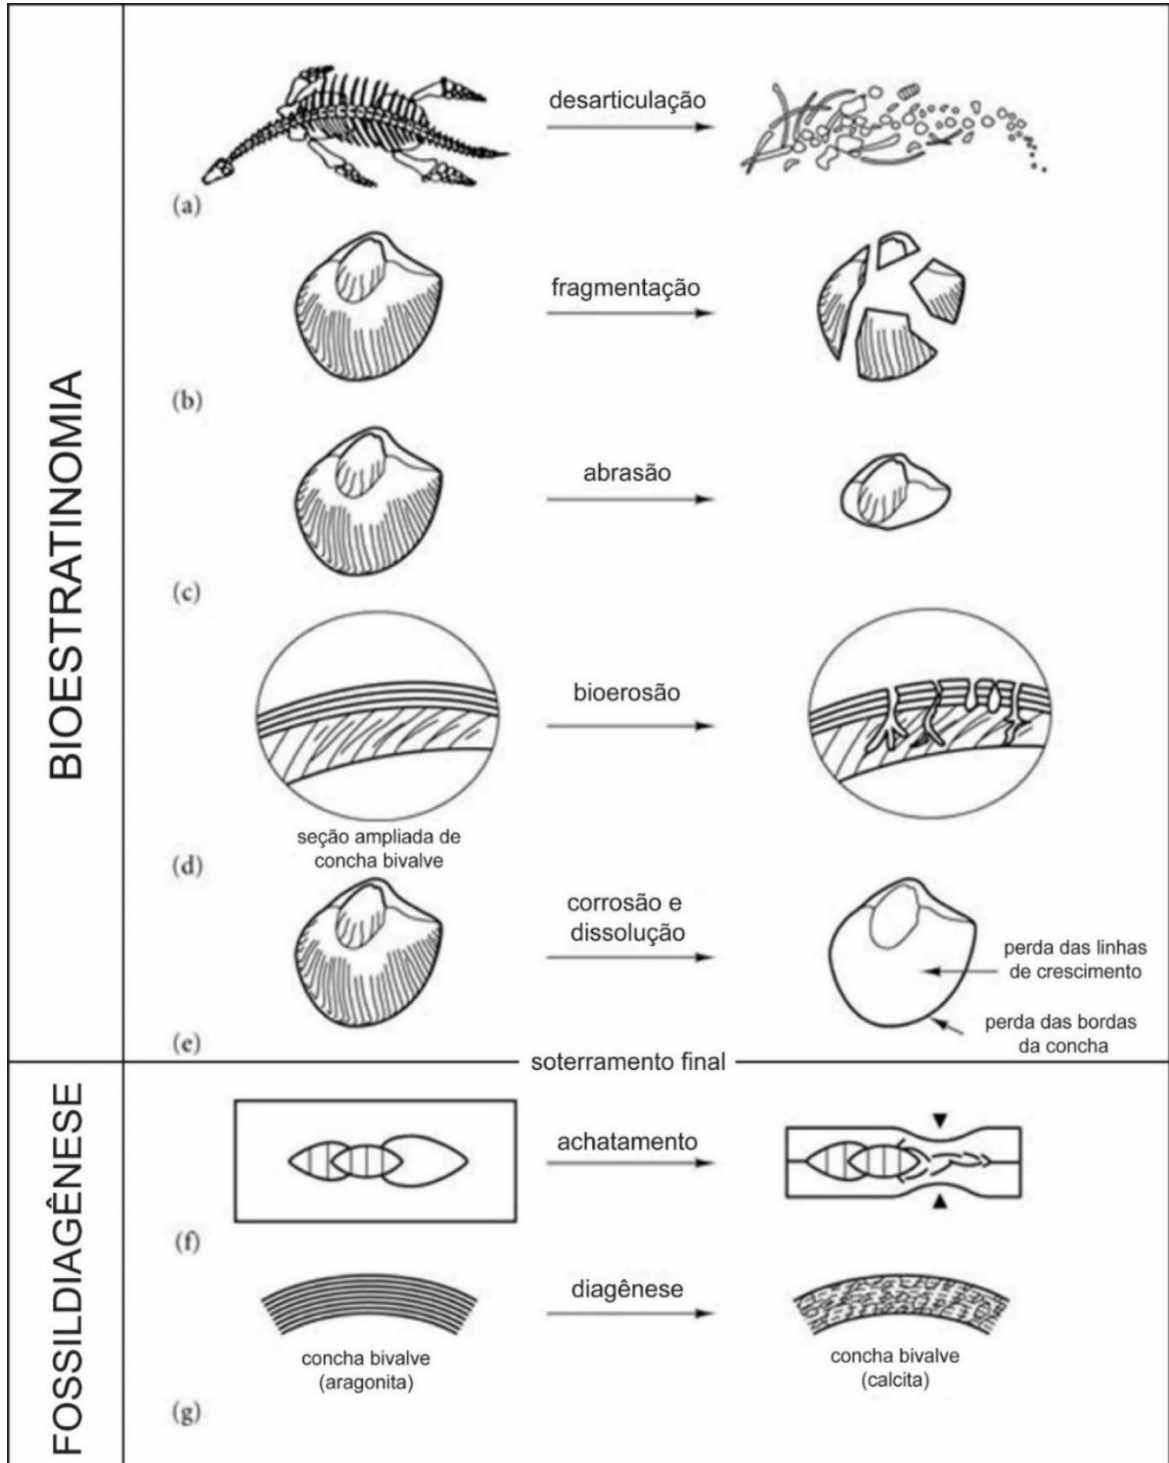 BIOESTRATINOMIA
desarticulação
(a)
fragmentação
(b)
abrasão
(c)
bioerosão
seção ampliada de
concha bivalve
(d)
corrosão e
dissolução
perda das linhas
de crescimento
perda das bordas
da concha
(e)
soterramento final
FOSSILDIAGÊNESE
achatamento
(f)
diagênese
concha bivalve
(aragonita)
concha bivalve
(calcita)
(g)